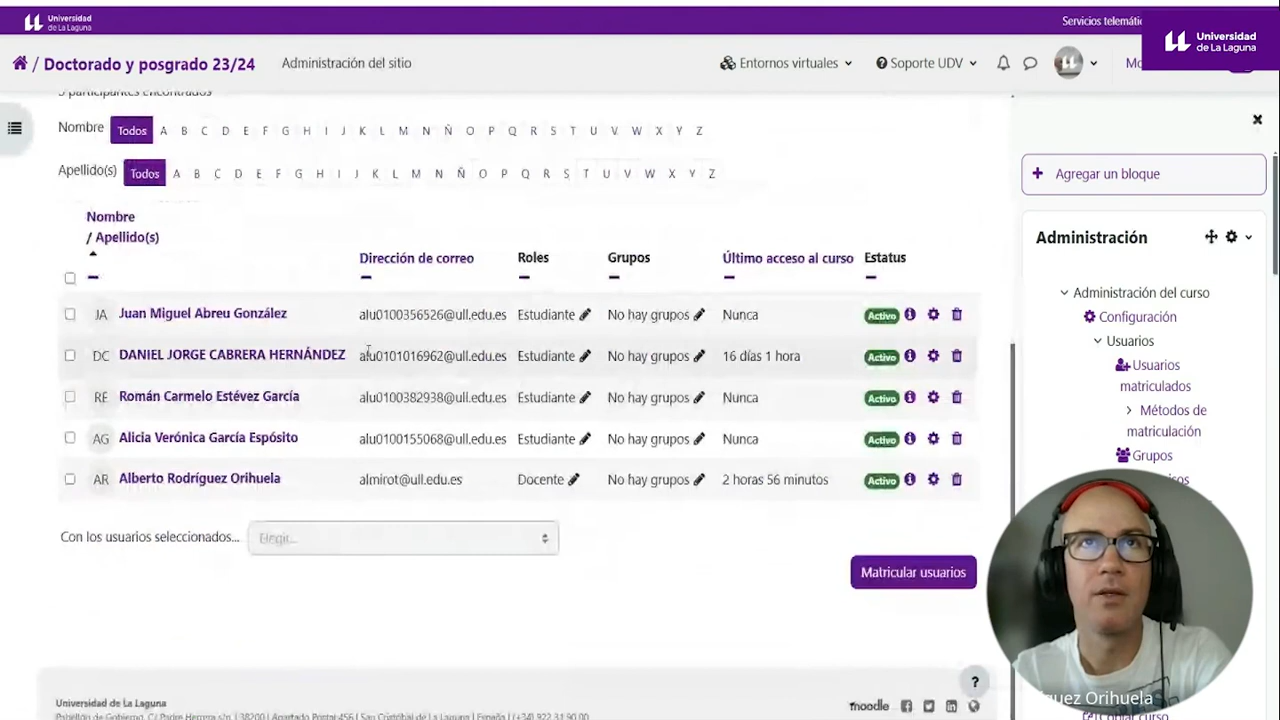 Universidad
de La Laguna
Servicios telemátic
Universidad
de La Laguna
/ Doctorado y posgrado 23/24
Administración del sitio
Entornos virtuales
Soporte UDV
Mo
5 participantes encontrados
Nombre
Todos A B C D E F G H I J K L M N Ñ O P Q R S T U V W X Y Z
Apellido(s)
Todos A B C D E F G H I J K L M N Ñ O P Q R S T U V W X Y Z
Nombre
/ Apellido(s)
Dirección de correo
Roles
Grupos
Último acceso al curso
Estatus
JA Juan Miguel Abreu González alu0100356526@ull.edu.es Estudiante No hay grupos Nunca Activo
DC DANIEL JORGE CABRERA HERNÁNDEZ alu0101016962@ull.edu.es Estudiante No hay grupos 16 días 1 hora Activo
RE Román Carmelo Estévez García alu0100382938@ull.edu.es Estudiante No hay grupos Nunca Activo
AG Alicia Verónica García Espósito alu0100155068@ull.edu.es Estudiante No hay grupos Nunca Activo
AR Alberto Rodríguez Orihuela almirot@ull.edu.es Docente No hay grupos 2 horas 56 minutos Activo
Con los usuarios seleccionados...
Elegir...
Matricular usuarios
+ Agregar un bloque
Administración
Administración del curso
Configuración
Usuarios
Usuarios
matriculados
Métodos de
matriculación
Grupos
guez Orihuela
?
Universidad de La Laguna
moodle